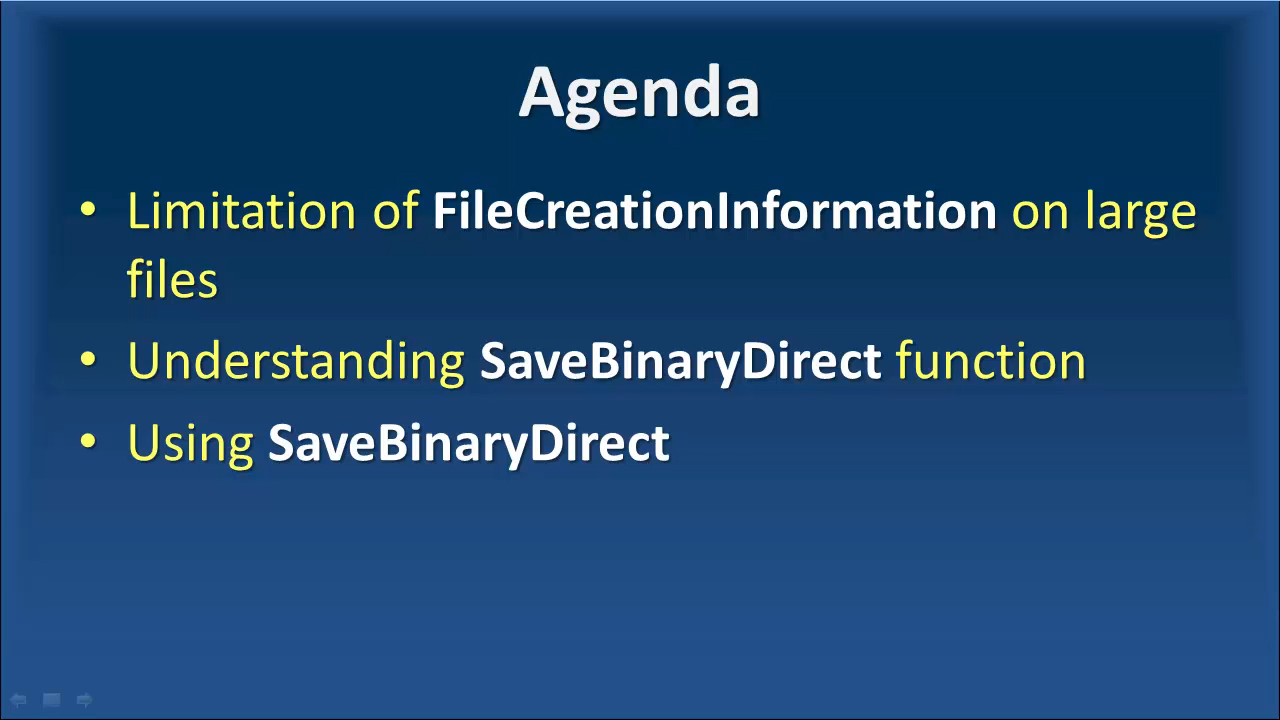 Agenda
• Limitation of FileCreationInformation on large
files
• Understanding SaveBinaryDirect function
• Using SaveBinaryDirect